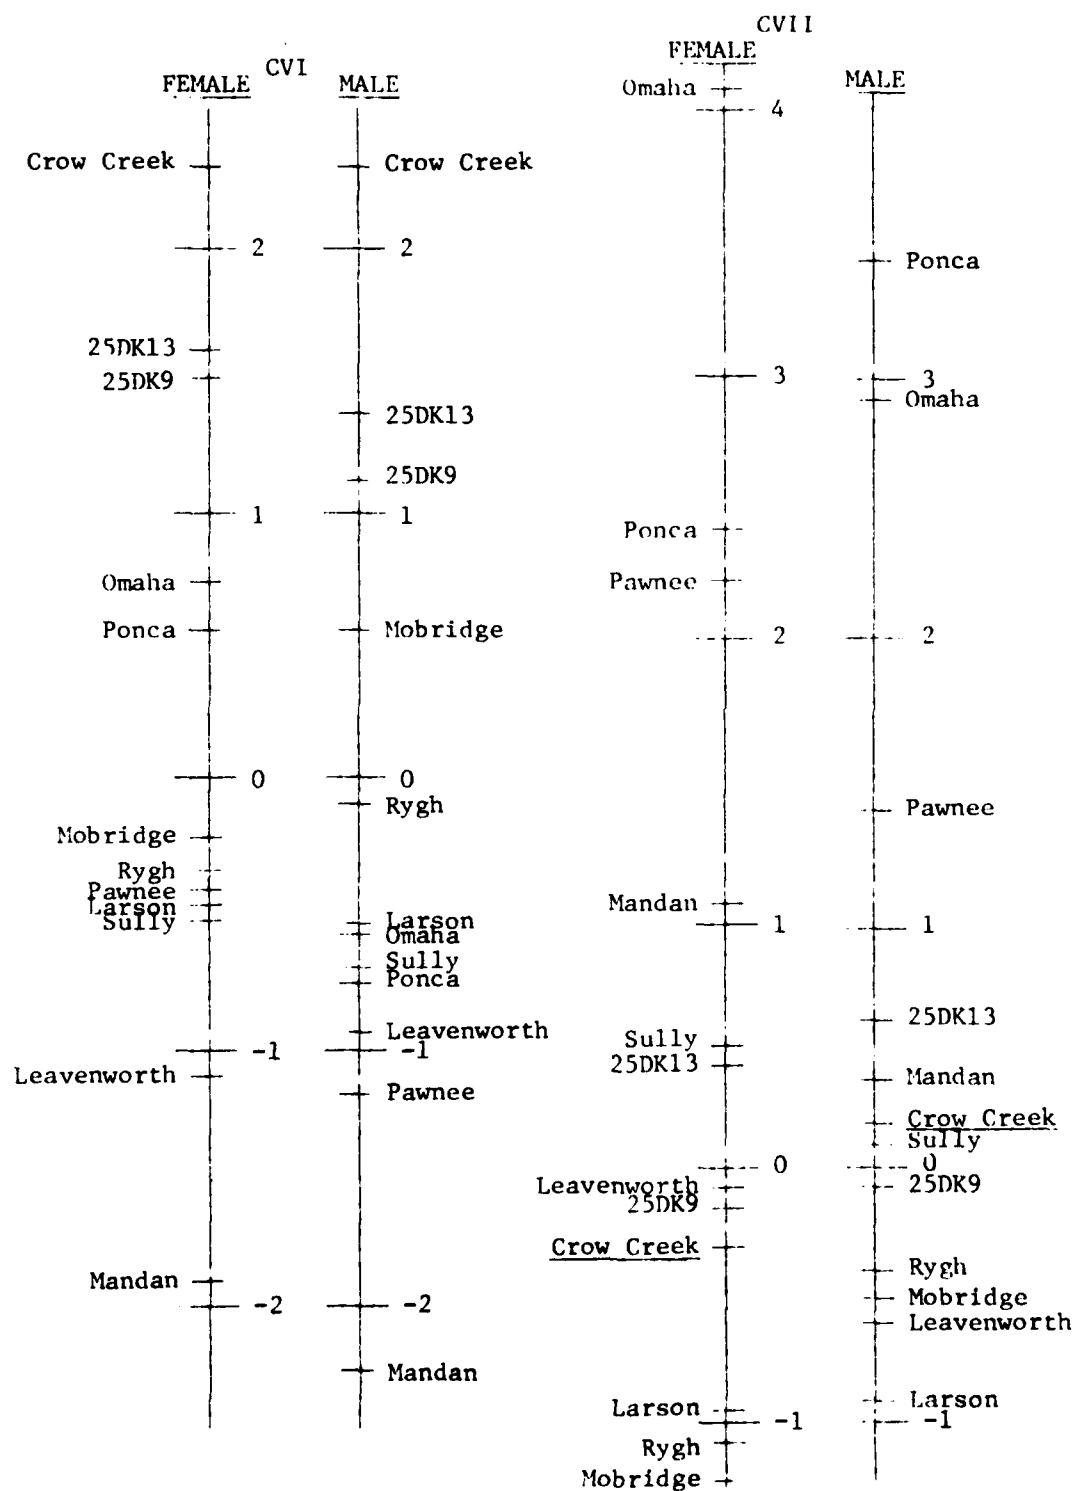 CVI
FEMALE
Crow Creek
2
25DK13
25DK9
1
Omaha
Ponca
0
Mobridge
Rygh
Pawnee
Larson
Sully
-1
Leavenworth
Mandan
-2
MALE
Crow Creek
2
25DK13
25DK9
1
Mobridge
0
Rygh
Larson
Omaha
Sully
Ponca
Leavenworth
-1
Pawnee
-2
Mandan
CVII
FEMALE
Omaha
4
3
Ponca
Pawnee
2
Mandan
1
Sully
25DK13
0
Leavenworth
25DK9
Crow Creek
Larson
-1
Rygh
Mobridge
MALE
Ponca
3
Omaha
2
Pawnee
1
25DK13
Mandan
Crow Creek
Sully
0
25DK9
Rygh
Mobridge
Leavenworth
Larson
-1